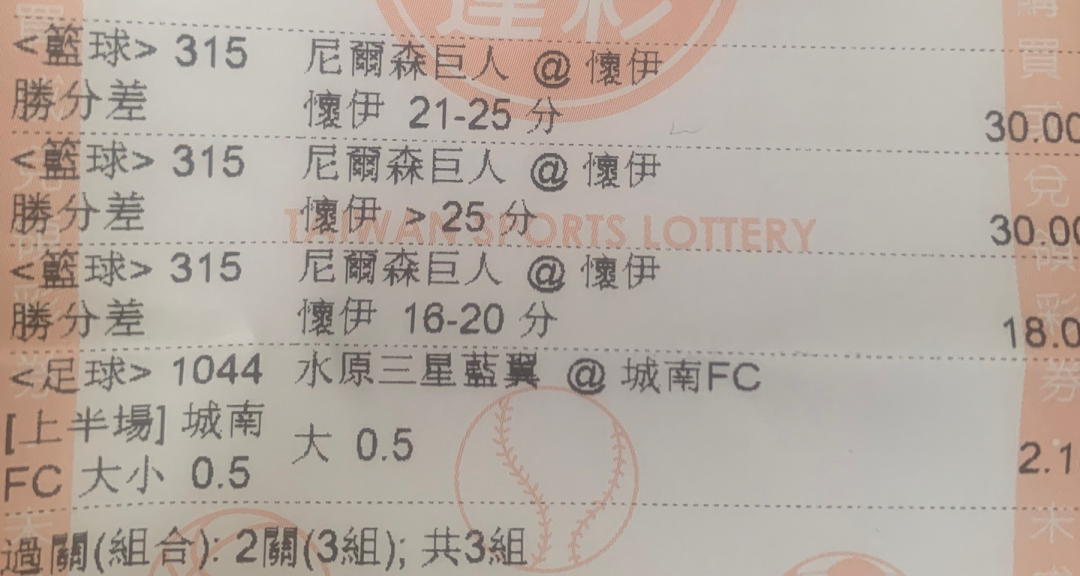 <籃球> 315 尼爾森巨人 @ 懷伊
勝分差 懷伊 21-25 分 30.00
<籃球> 315 尼爾森巨人 @ 懷伊
勝分差 懷伊 > 25 分 30.00
TAIWAN SPORTS LOTTERY
<籃球> 315 尼爾森巨人 @ 懷伊
勝分差 懷伊 16-20 分 18.0
<足球> 1044 水原三星藍翼 @ 城南FC
[上半場] 城南
FC 大小 0.5 大 0.5 2.1
過關(組合): 2關(3組); 共3組